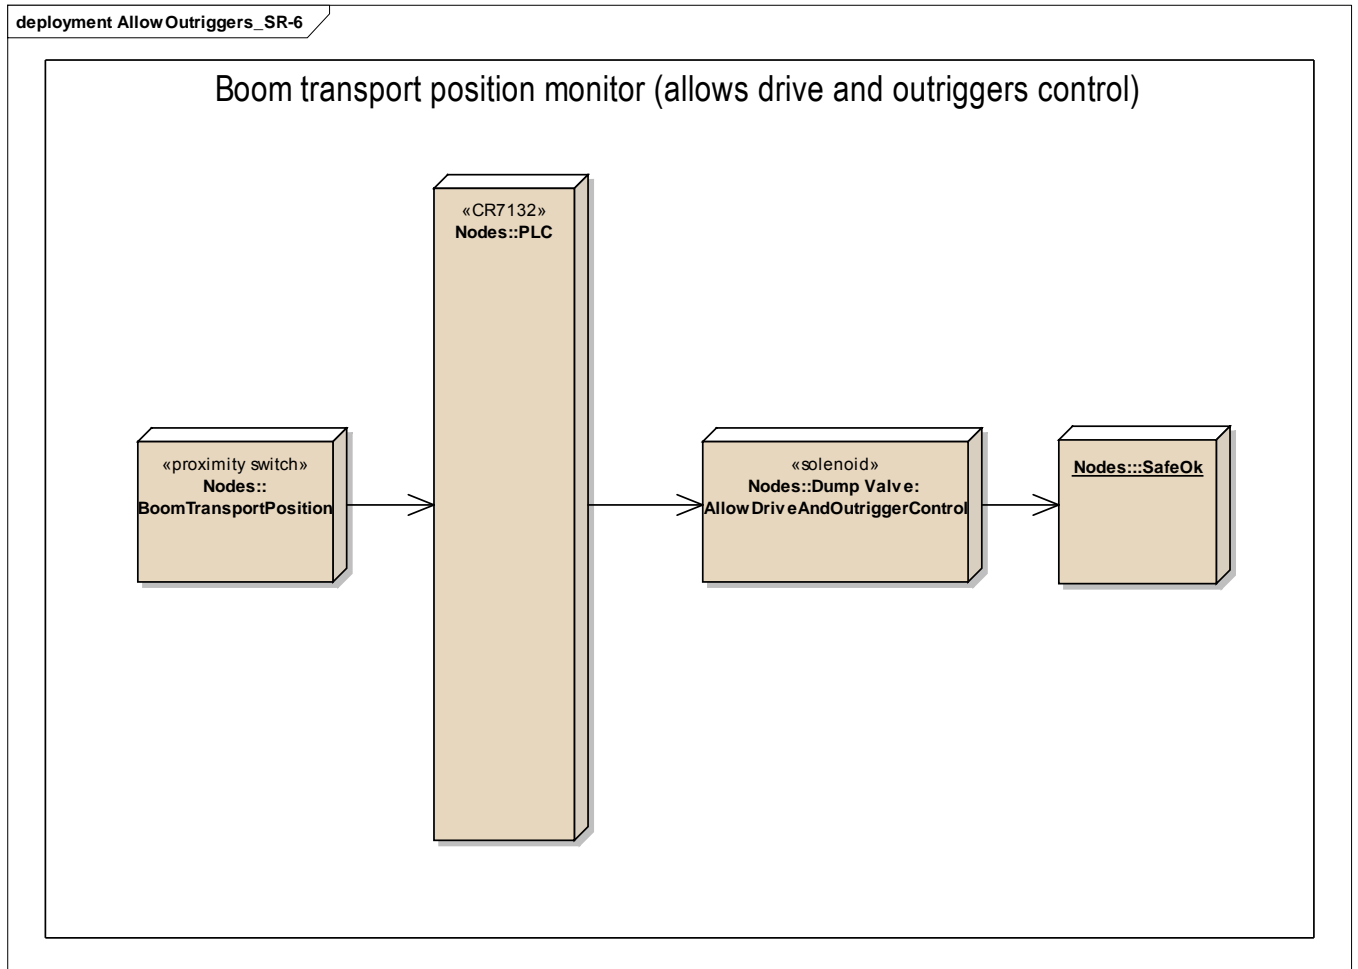 deployment AllowOutriggers_SR-6
Boom transport position monitor (allows drive and outriggers control)
«CR7132»
Nodes::PLC
«proximity switch»
Nodes::
BoomTransportPosition
«solenoid»
Nodes::Dump Valve:
AllowDriveAndOutriggerControl
Nodes:::SafeOk